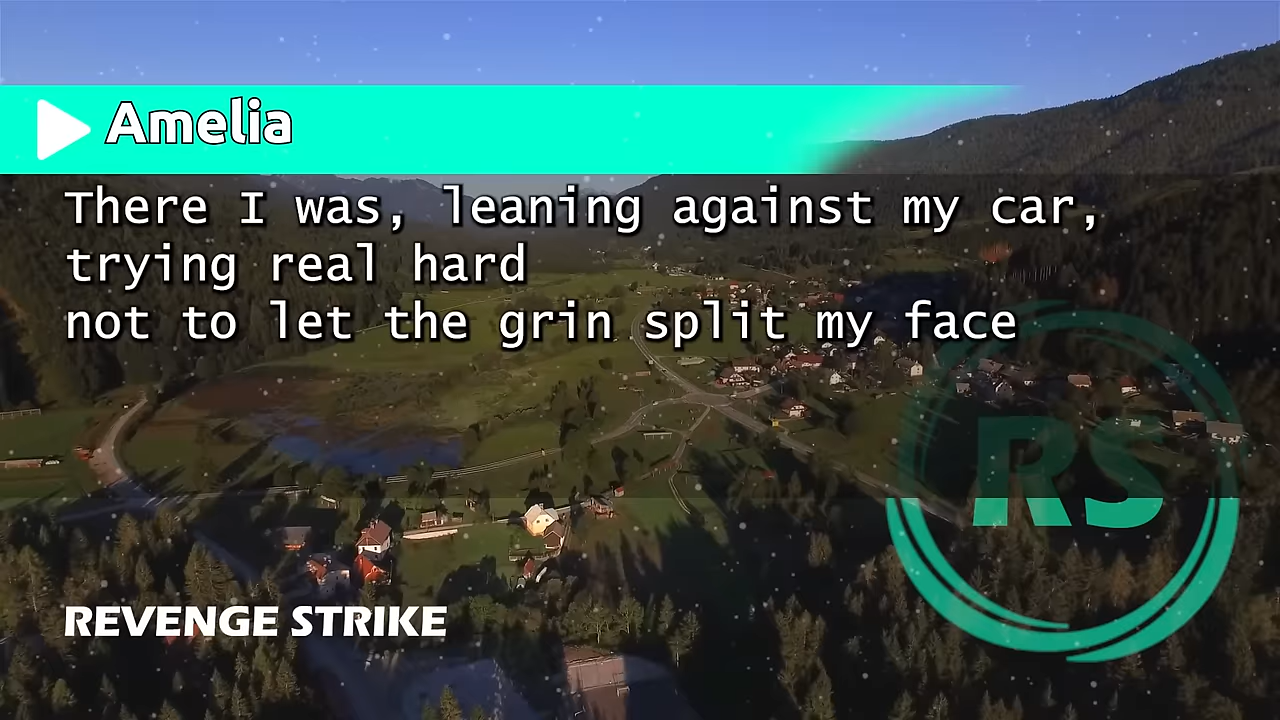 Amelia
There I was, leaning against my car,
trying real hard
not to let the grin split my face
RS
REVENGE STRIKE